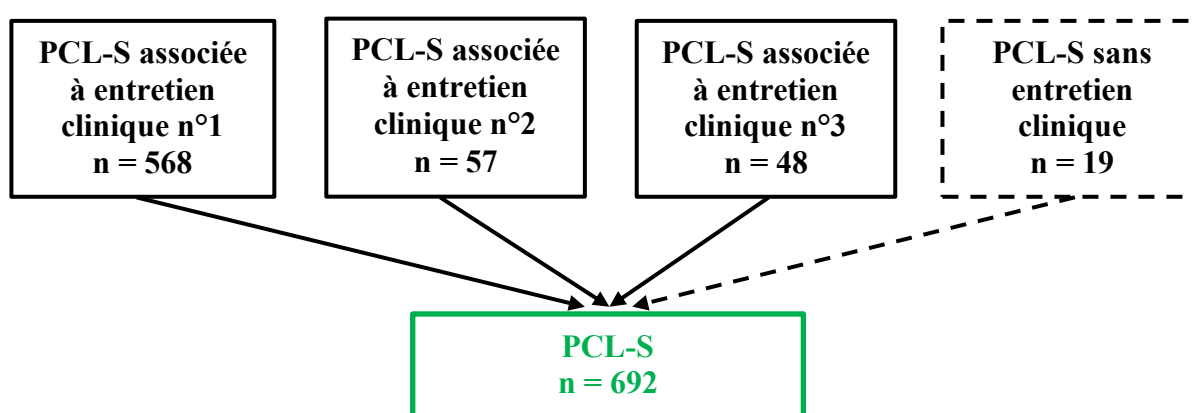 PCL-S associée
à entretien
clinique n°1
n = 568
PCL-S associée
à entretien
clinique n°2
n = 57
PCL-S associée
à entretien
clinique n°3
n = 48
PCL-S sans
entretien
clinique
n = 19
PCL-S
n = 692